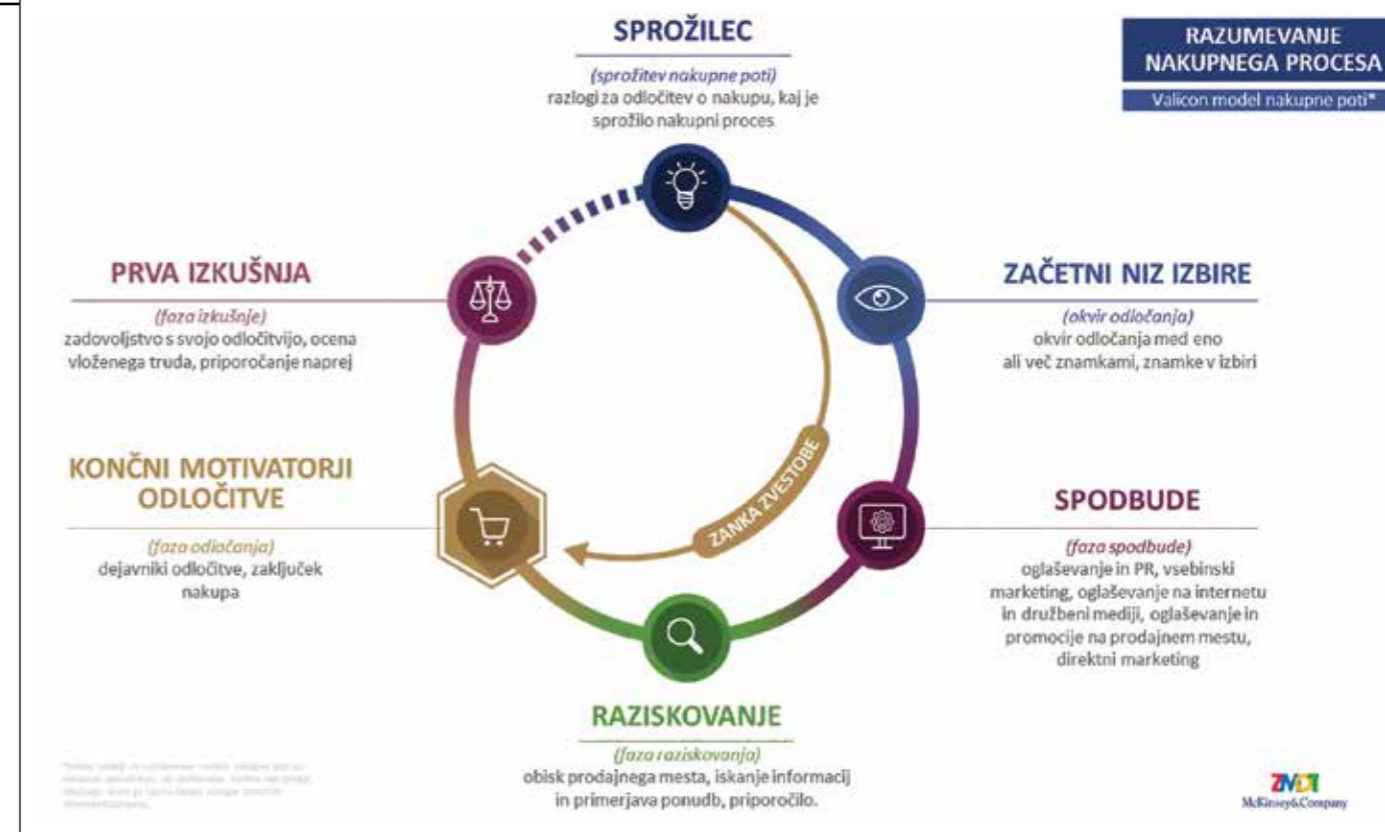 SPROŽILEC
(sprožitev nakupne poti)
razlogi za odločitev o nakupu, kaj je
sprožilo nakupni proces
RAZUMEVANJE
NAKUPNEGA PROCESA
Valicon model nakupne poti*
PRVA IZKUŠNJA
(faza izkušnje)
zadovoljstvo s svojo odločitvijo, ocena
vloženega truda, priporočanje naprej
ZAČETNI NIZ IZBIRE
(okvir odločanja)
okvir odločanja med eno
ali več znamkami, znamke v izbiri
KONČNI MOTIVATORJI
ODLOČITVE
(faza odločanja)
dejavniki odločitve, zaključek
nakupa
ZANKA ZVESTOBE
SPODBUDE
(faza spodbude)
oglaševanje in PR, vsebinski
marketing, oglaševanje na internetu
in družbeni mediji, oglaševanje in
promocije na prodajnem mestu,
direktni marketing
RAZISKOVANJE
(faza raziskovanja)
obisk prodajnega mesta, iskanje informacij
in primerjava ponudb, priporočilo.
McKinsey&Company